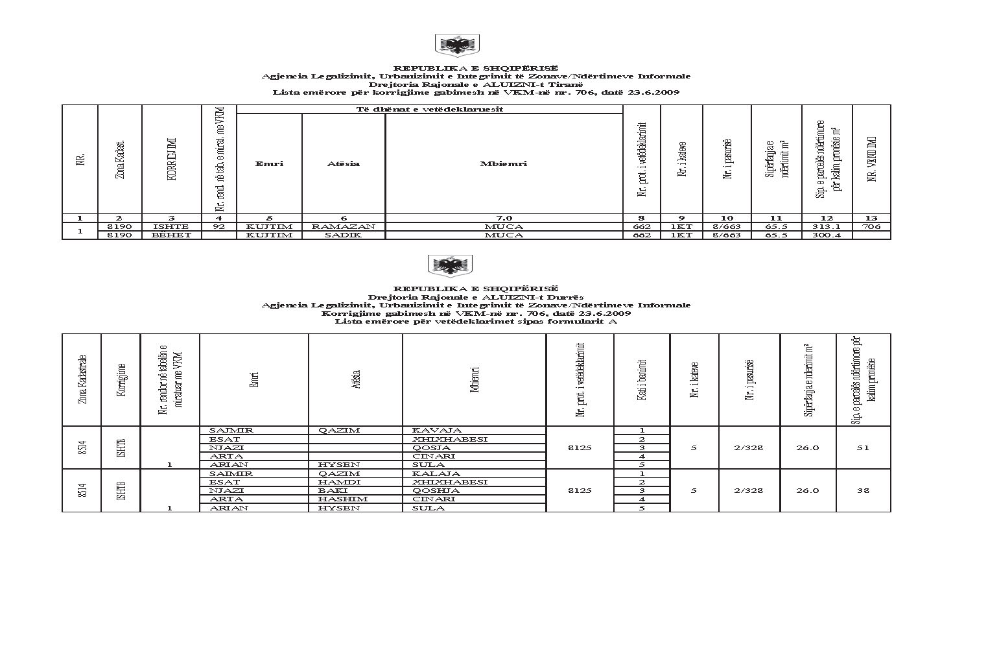 REPUBLIKA E SHQIPËRISË
Agjencia Legalizimit, Urbanizimit e Integrimit të Zonave/Ndërtimeve Informale
Drejtoria Rajonale e ALUIZNI-t Tiranë
Lista emërore për korrigjime gabimesh në VKM-në nr. 706, datë 23.6.2009
NR. Zona Kadast. KORRIGJIMI Nr. rend. në tab. e mirat. me VKM Të dhënat e vetëdeklaruesit Nr. prot. i vetëdeklarimit Nr. i kateve Nr. i pasurisë Sipërfaqja e ndërtimit m² Sip. e parcelës ndërtimore për kalim pronësie m² NR. VENDIMI
Emri Atësia Mbiemri
1 2 3 4 5 6 7.0 8 9 10 11 12 13
1 8190 ISHTE 92 KUJTIM RAMAZAN MUCA 662 1KT 8/663 65.5 313.1 706
8190 BËHET KUJTIM SADIK MUCA 662 1KT 8/663 65.5 300.4
REPUBLIKA E SHQIPËRISË
Drejtoria Rajonale e ALUIZNI-t Durrës
Agjencia Legalizimit, Urbanizimit e Integrimit të Zonave/Ndërtimeve Informale
Korrigjime gabimesh në VKM-në nr. 706, datë 23.6.2009
Lista emërore për vetëdeklarimet sipas formularit A
Zona Kadastrale Korrigjime Nr. rendor në tabelën e miratuar me VKM Emri Atësia Mbiemri Nr. prot. i vetëdeklarimit Kati i banimit Nr. i kateve Nr. i pasurisë Sipërfaqja e ndërtimit m² Sip. e parcelës ndërtimore për kalim pronësie
SAJMIR QAZIM KAVAJA 1
ESAT XHIXHABESI 2
8514 ISHTE NJAZI QOSJA 8125 3 5 2/328 26.0 51
ARTA CINARI 4
1 ARIAN HYSEN SULA 5
SAIMIR QAZIM KALAJA 1
ESAT HAMDI XHIXHABESI 2
8514 ISHTE NJAZI BAKI QOSHJA 8125 3 5 2/328 26.0 38
ARTA HASHIM CINARI 4
1 ARIAN HYSEN SULA 5